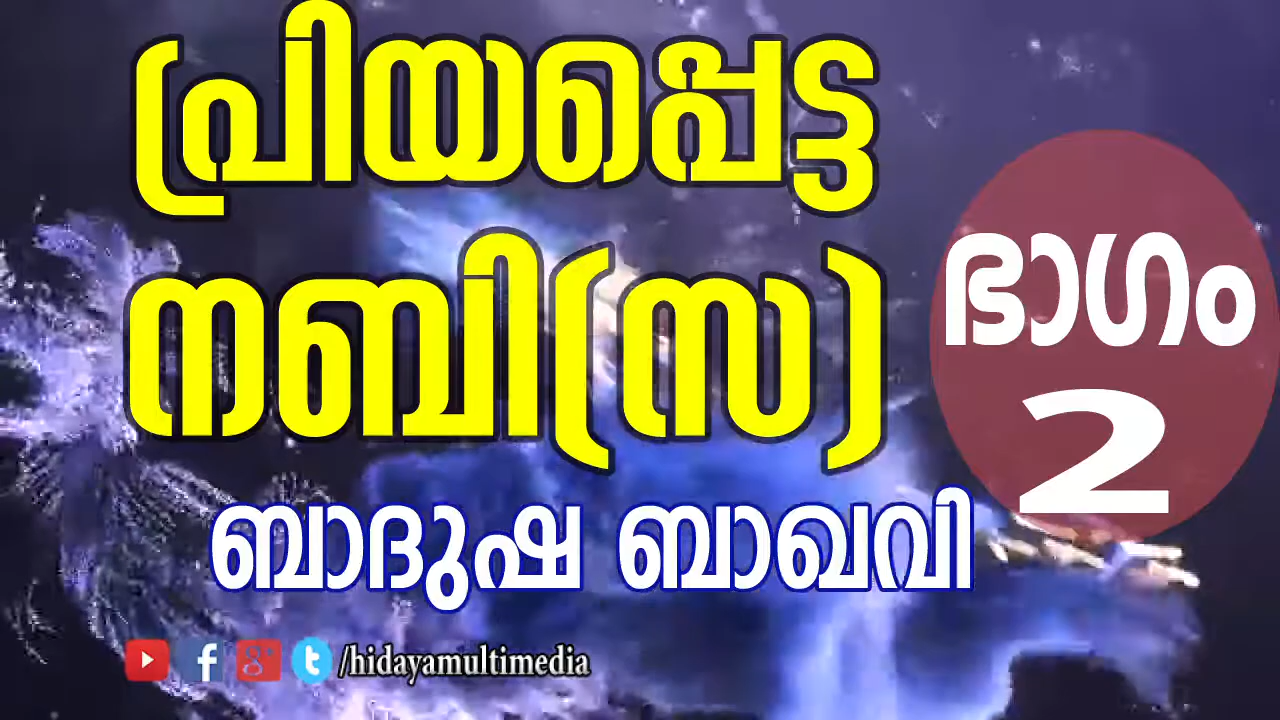 പ്രിയപ്പെട്ട
നബി(സ)
ഭാഗം
2
ബാദുഷ ബാഖവി
/hidayamultimedia